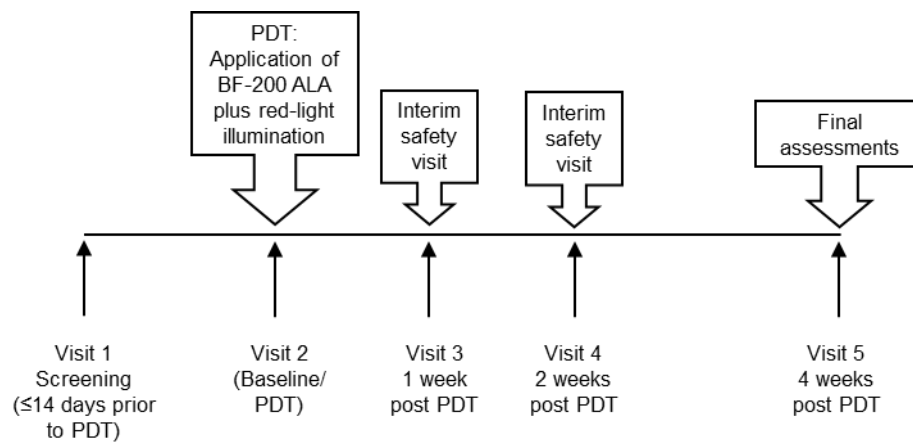 PDT:
Application of
BF-200 ALA
plus red-light
illumination
Interim
safety
visit
Interim
safety
visit
Final
assessments
Visit 1
Screening
(≤14 days prior
to PDT)
Visit 2
(Baseline/
PDT)
Visit 3
1 week
post PDT
Visit 4
2 weeks
post PDT
Visit 5
4 weeks
post PDT